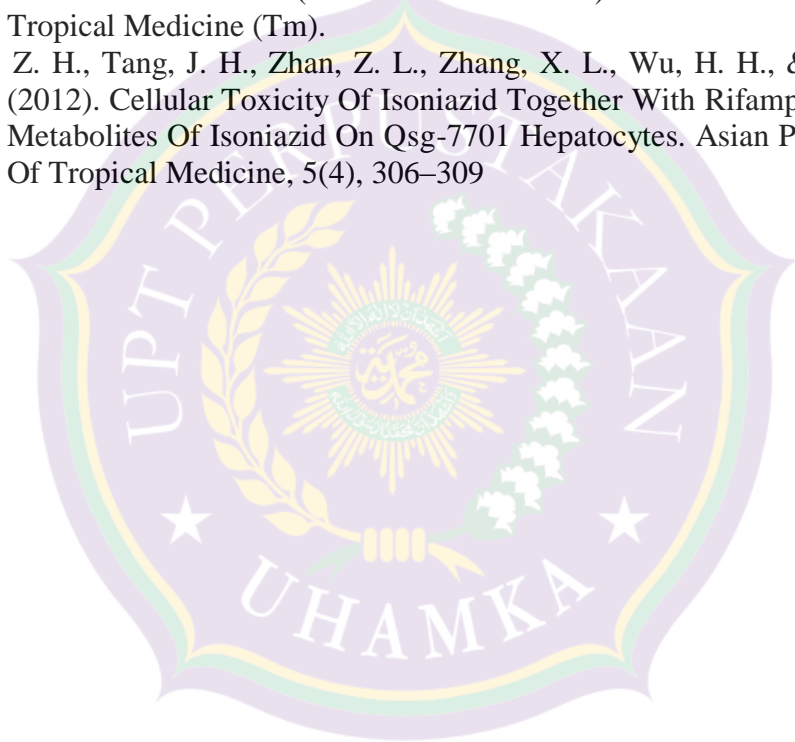 Tropical Medicine (Tm).
Z. H., Tang, J. H., Zhan, Z. L., Zhang, X. L., Wu, H. H., &
(2012). Cellular Toxicity Of Isoniazid Together With Rifamp
Metabolites Of Isoniazid On Qsg-7701 Hepatocytes. Asian P
Of Tropical Medicine, 5(4), 306–309
UPT PERPUSTAKAAN
محمدية
UHAMKA